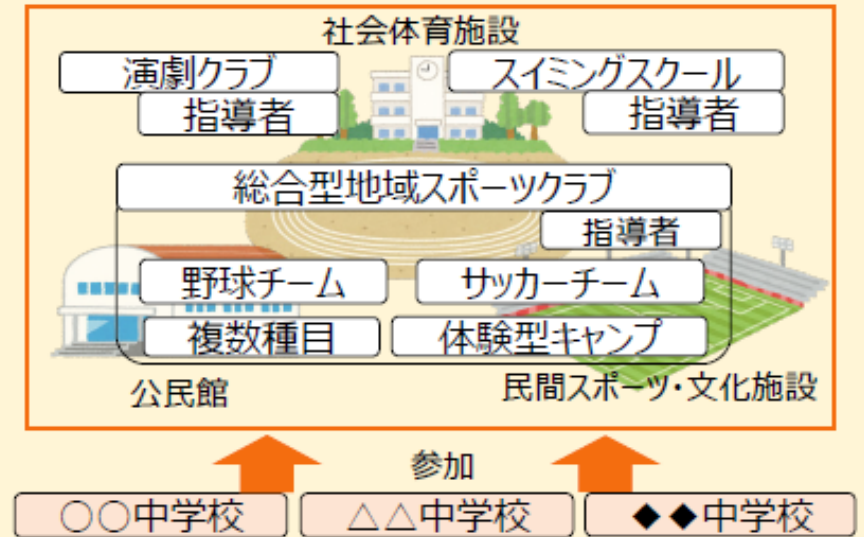 社会体育施設
演劇クラブ
スイミングスクール
指導者
指導者
総合型地域スポーツクラブ
指導者
野球チーム
サッカーチーム
複数種目
体験型キャンプ
公民館
民間スポーツ・文化施設
参加
○○中学校
△△中学校
◆◆中学校